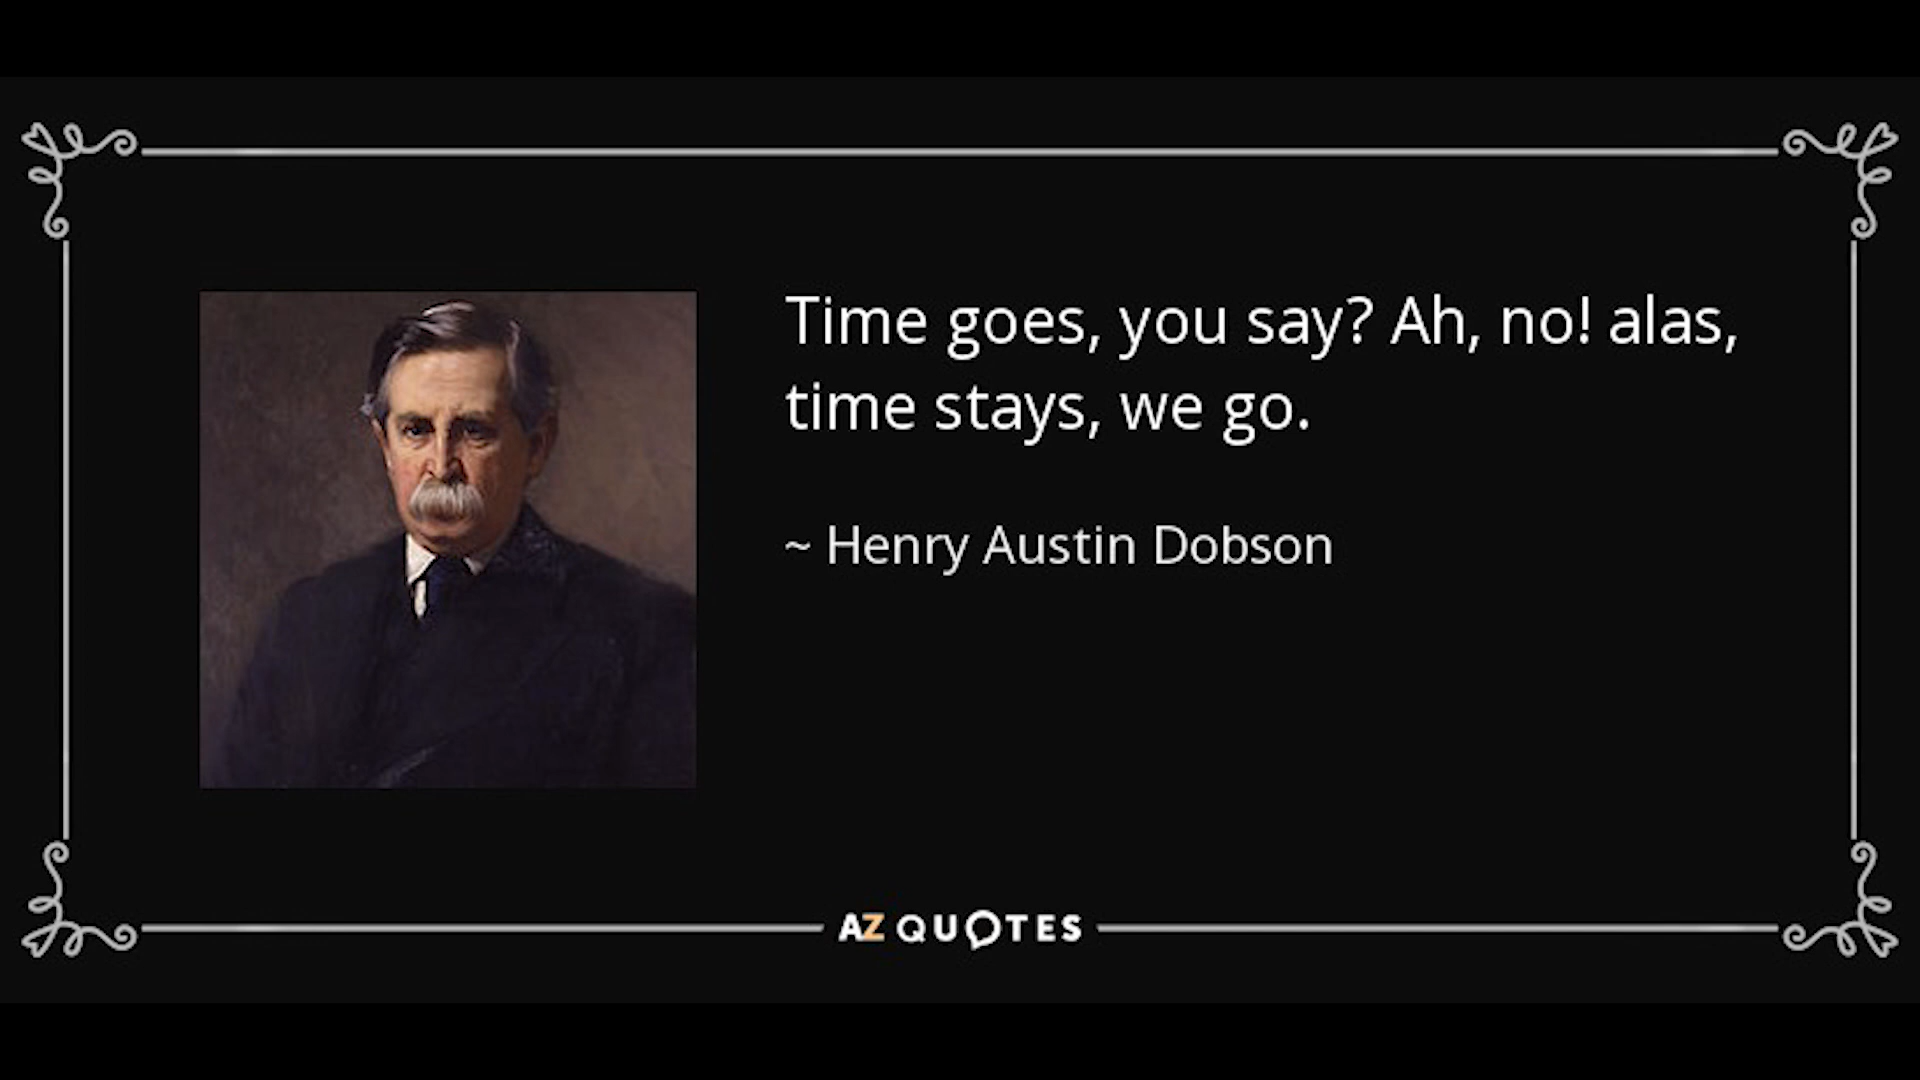 Time goes, you say? Ah, no! alas,
time stays, we go.
~ Henry Austin Dobson
AZ QUOTES